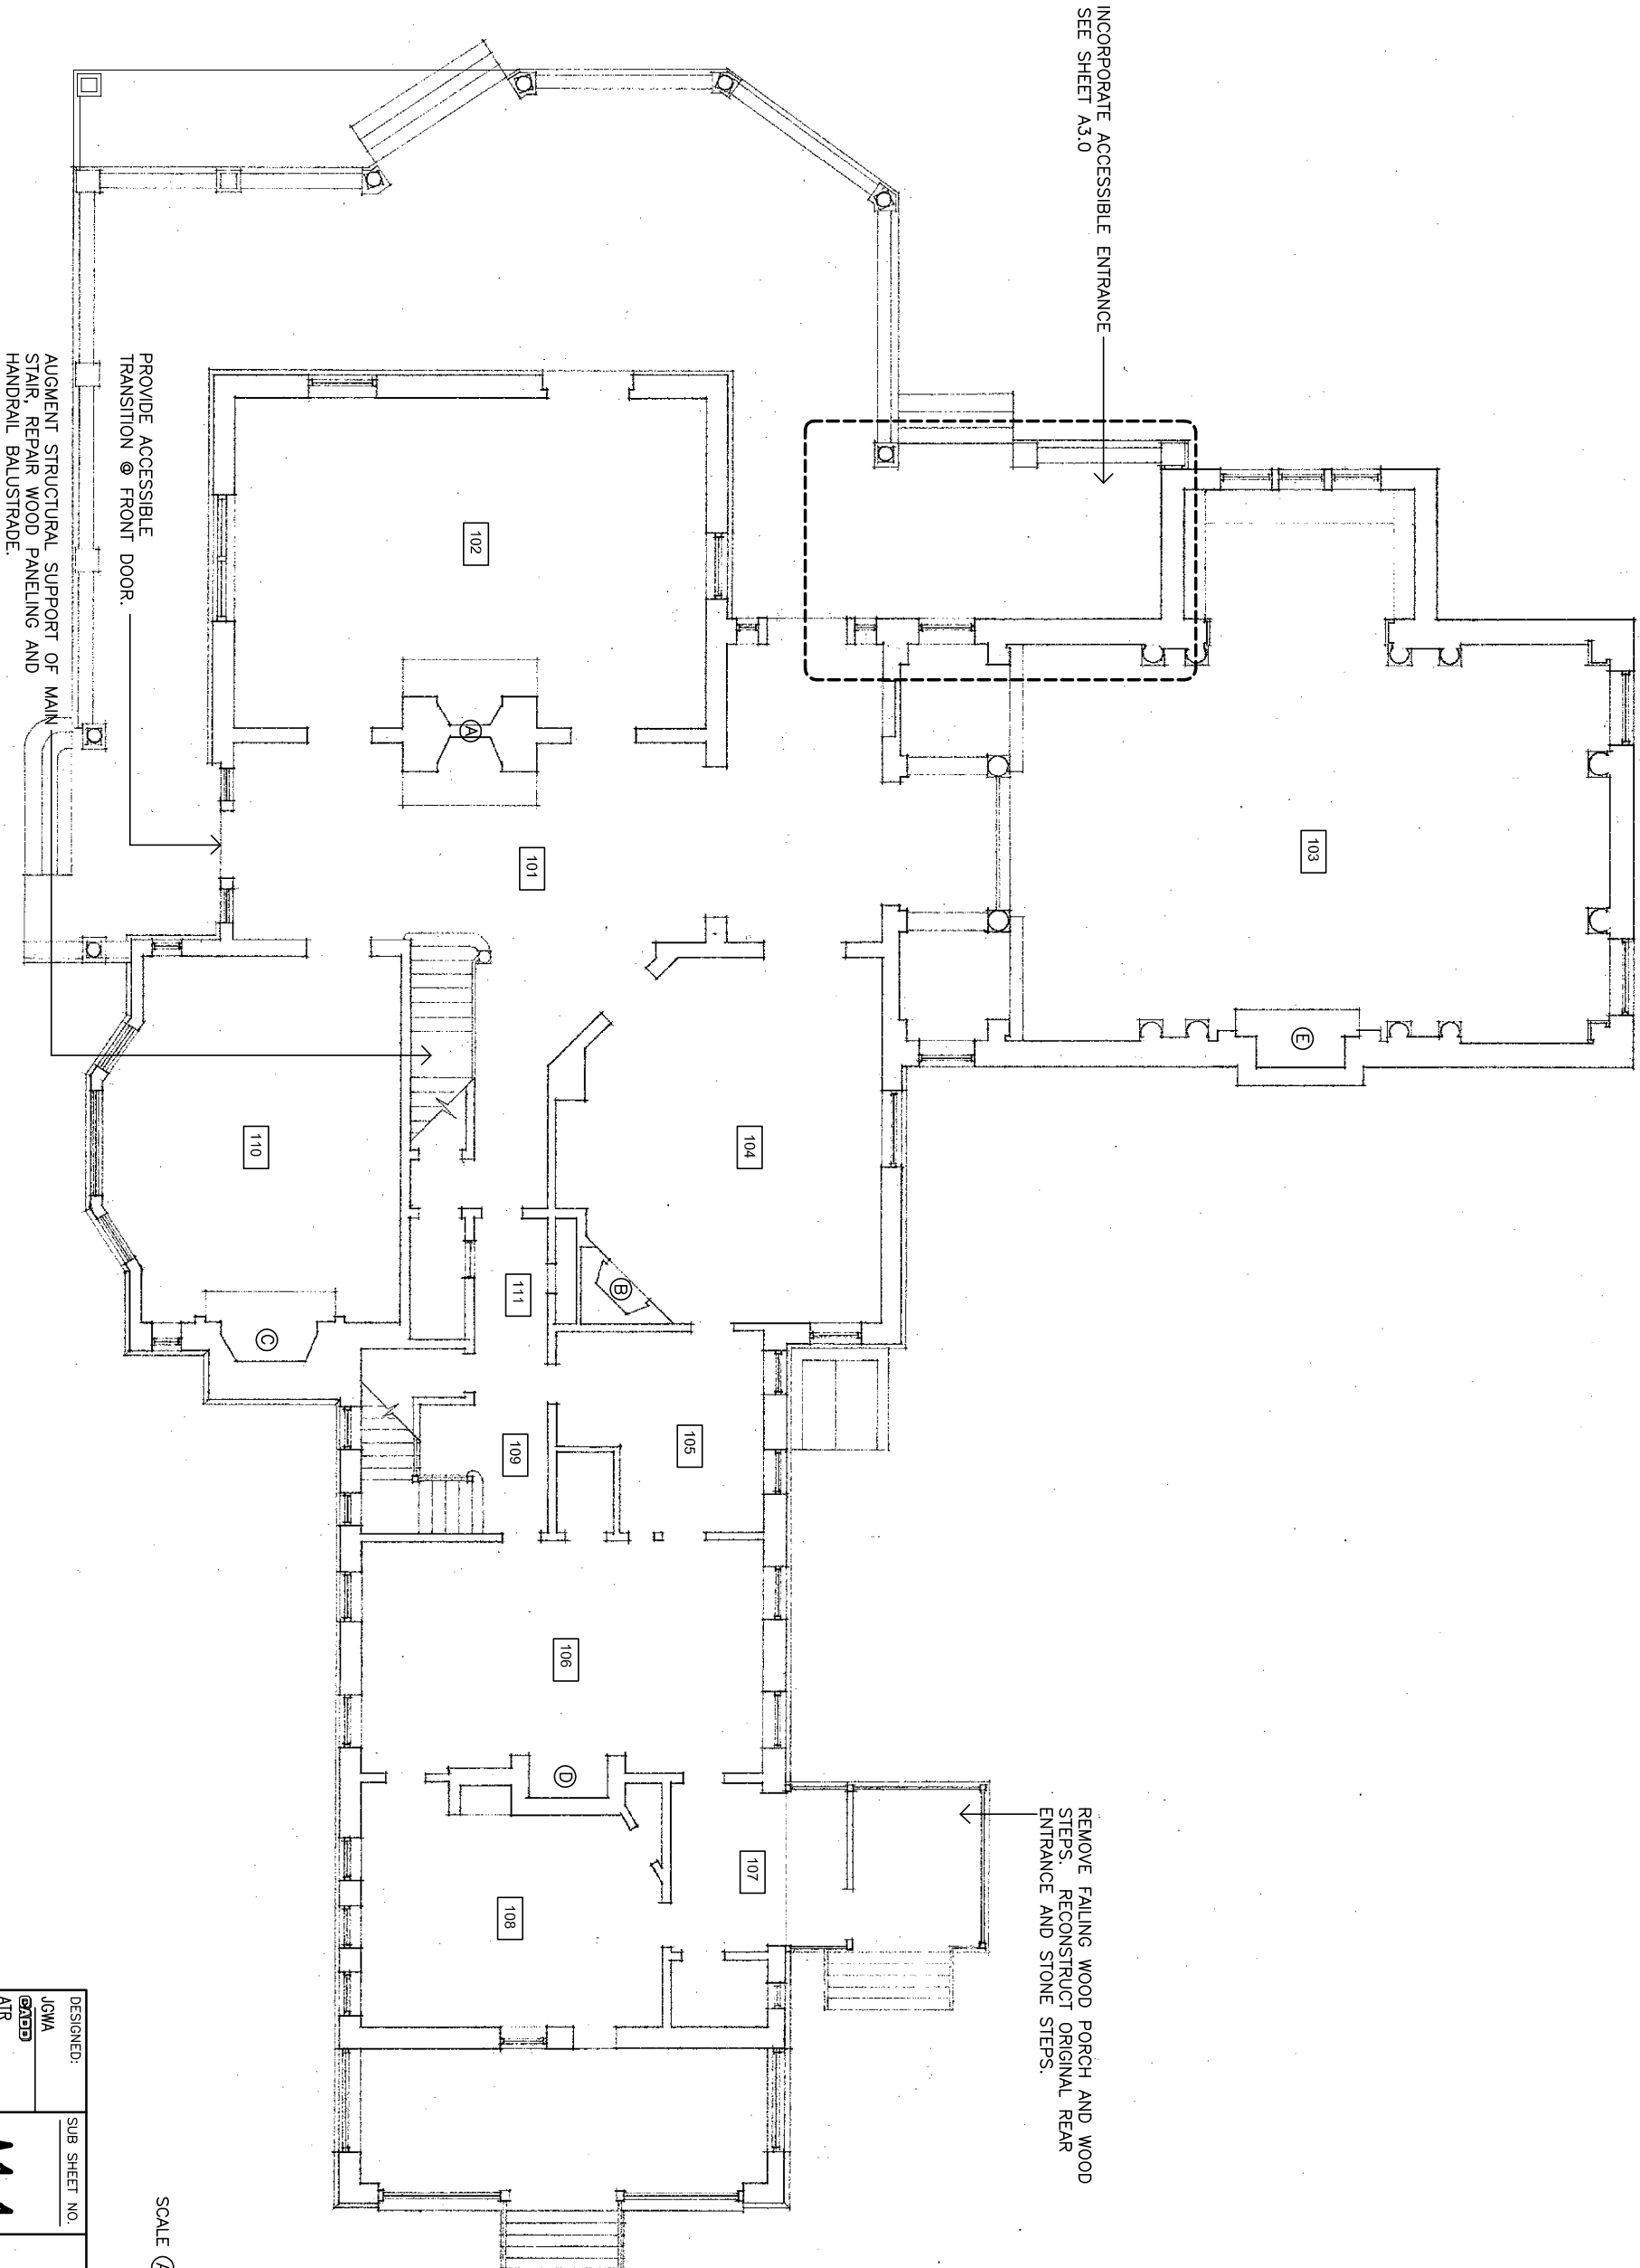 INCORPORATE ACCESSIBLE ENTRANCE
SEE SHEET A3.0
REMOVE FAILING WOOD PORCH AND WOOD
STEPS. RECONSTRUCT ORIGINAL REAR
ENTRANCE AND STONE STEPS.
103
E
104
105
107
102
A
101
B
111
109
106
D
108
110
C
PROVIDE ACCESSIBLE
TRANSITION @ FRONT DOOR.
AUGMENT STRUCTURAL SUPPORT OF MAIN
STAIR, REPAIR WOOD PANELING AND
HANDRAIL BALUSTRADE.
SCALE A
DESIGNED:
JGWA
CADD
ATR
SUB SHEET NO.